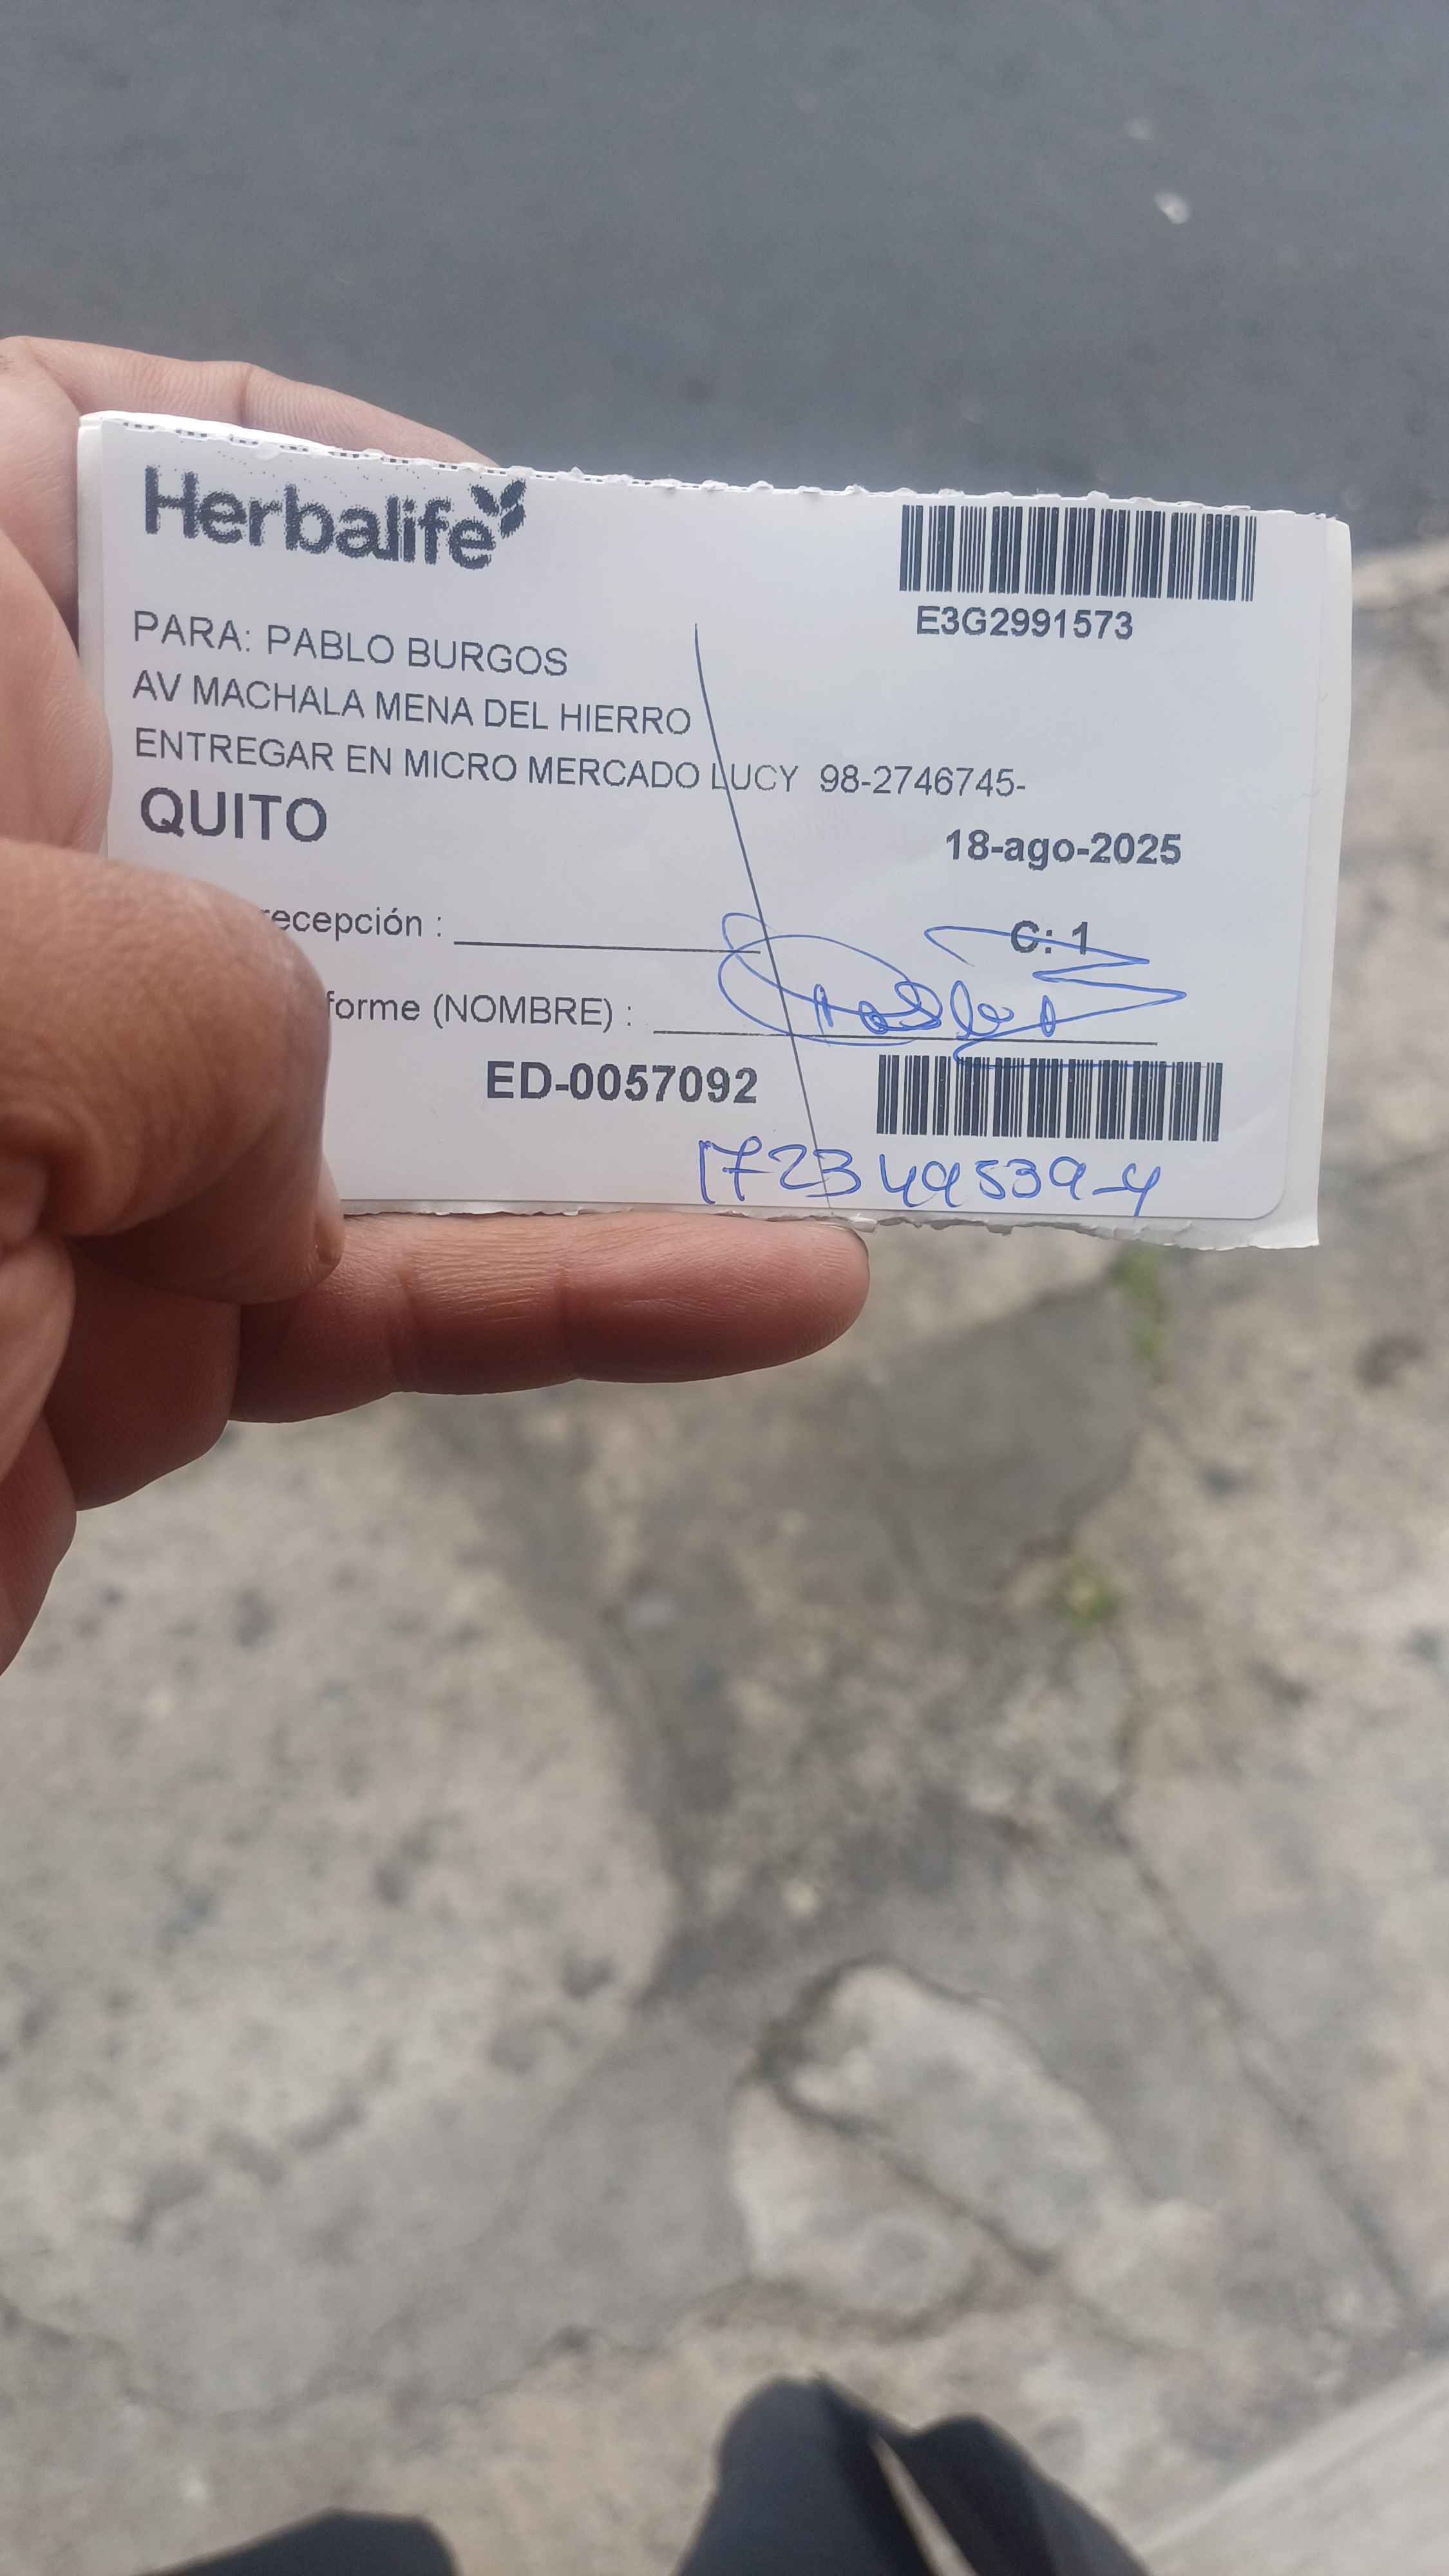 Herbalife
E3G2991573
PARA: PABLO BURGOS
AV MACHALA MENA DEL HIERRO
ENTREGAR EN MICRO MERCADO LUCY 98-2746745-
QUITO
18-ago-2025
recepción :
C: 1
forme (NOMBRE) :
ED-0057092
172349539-4